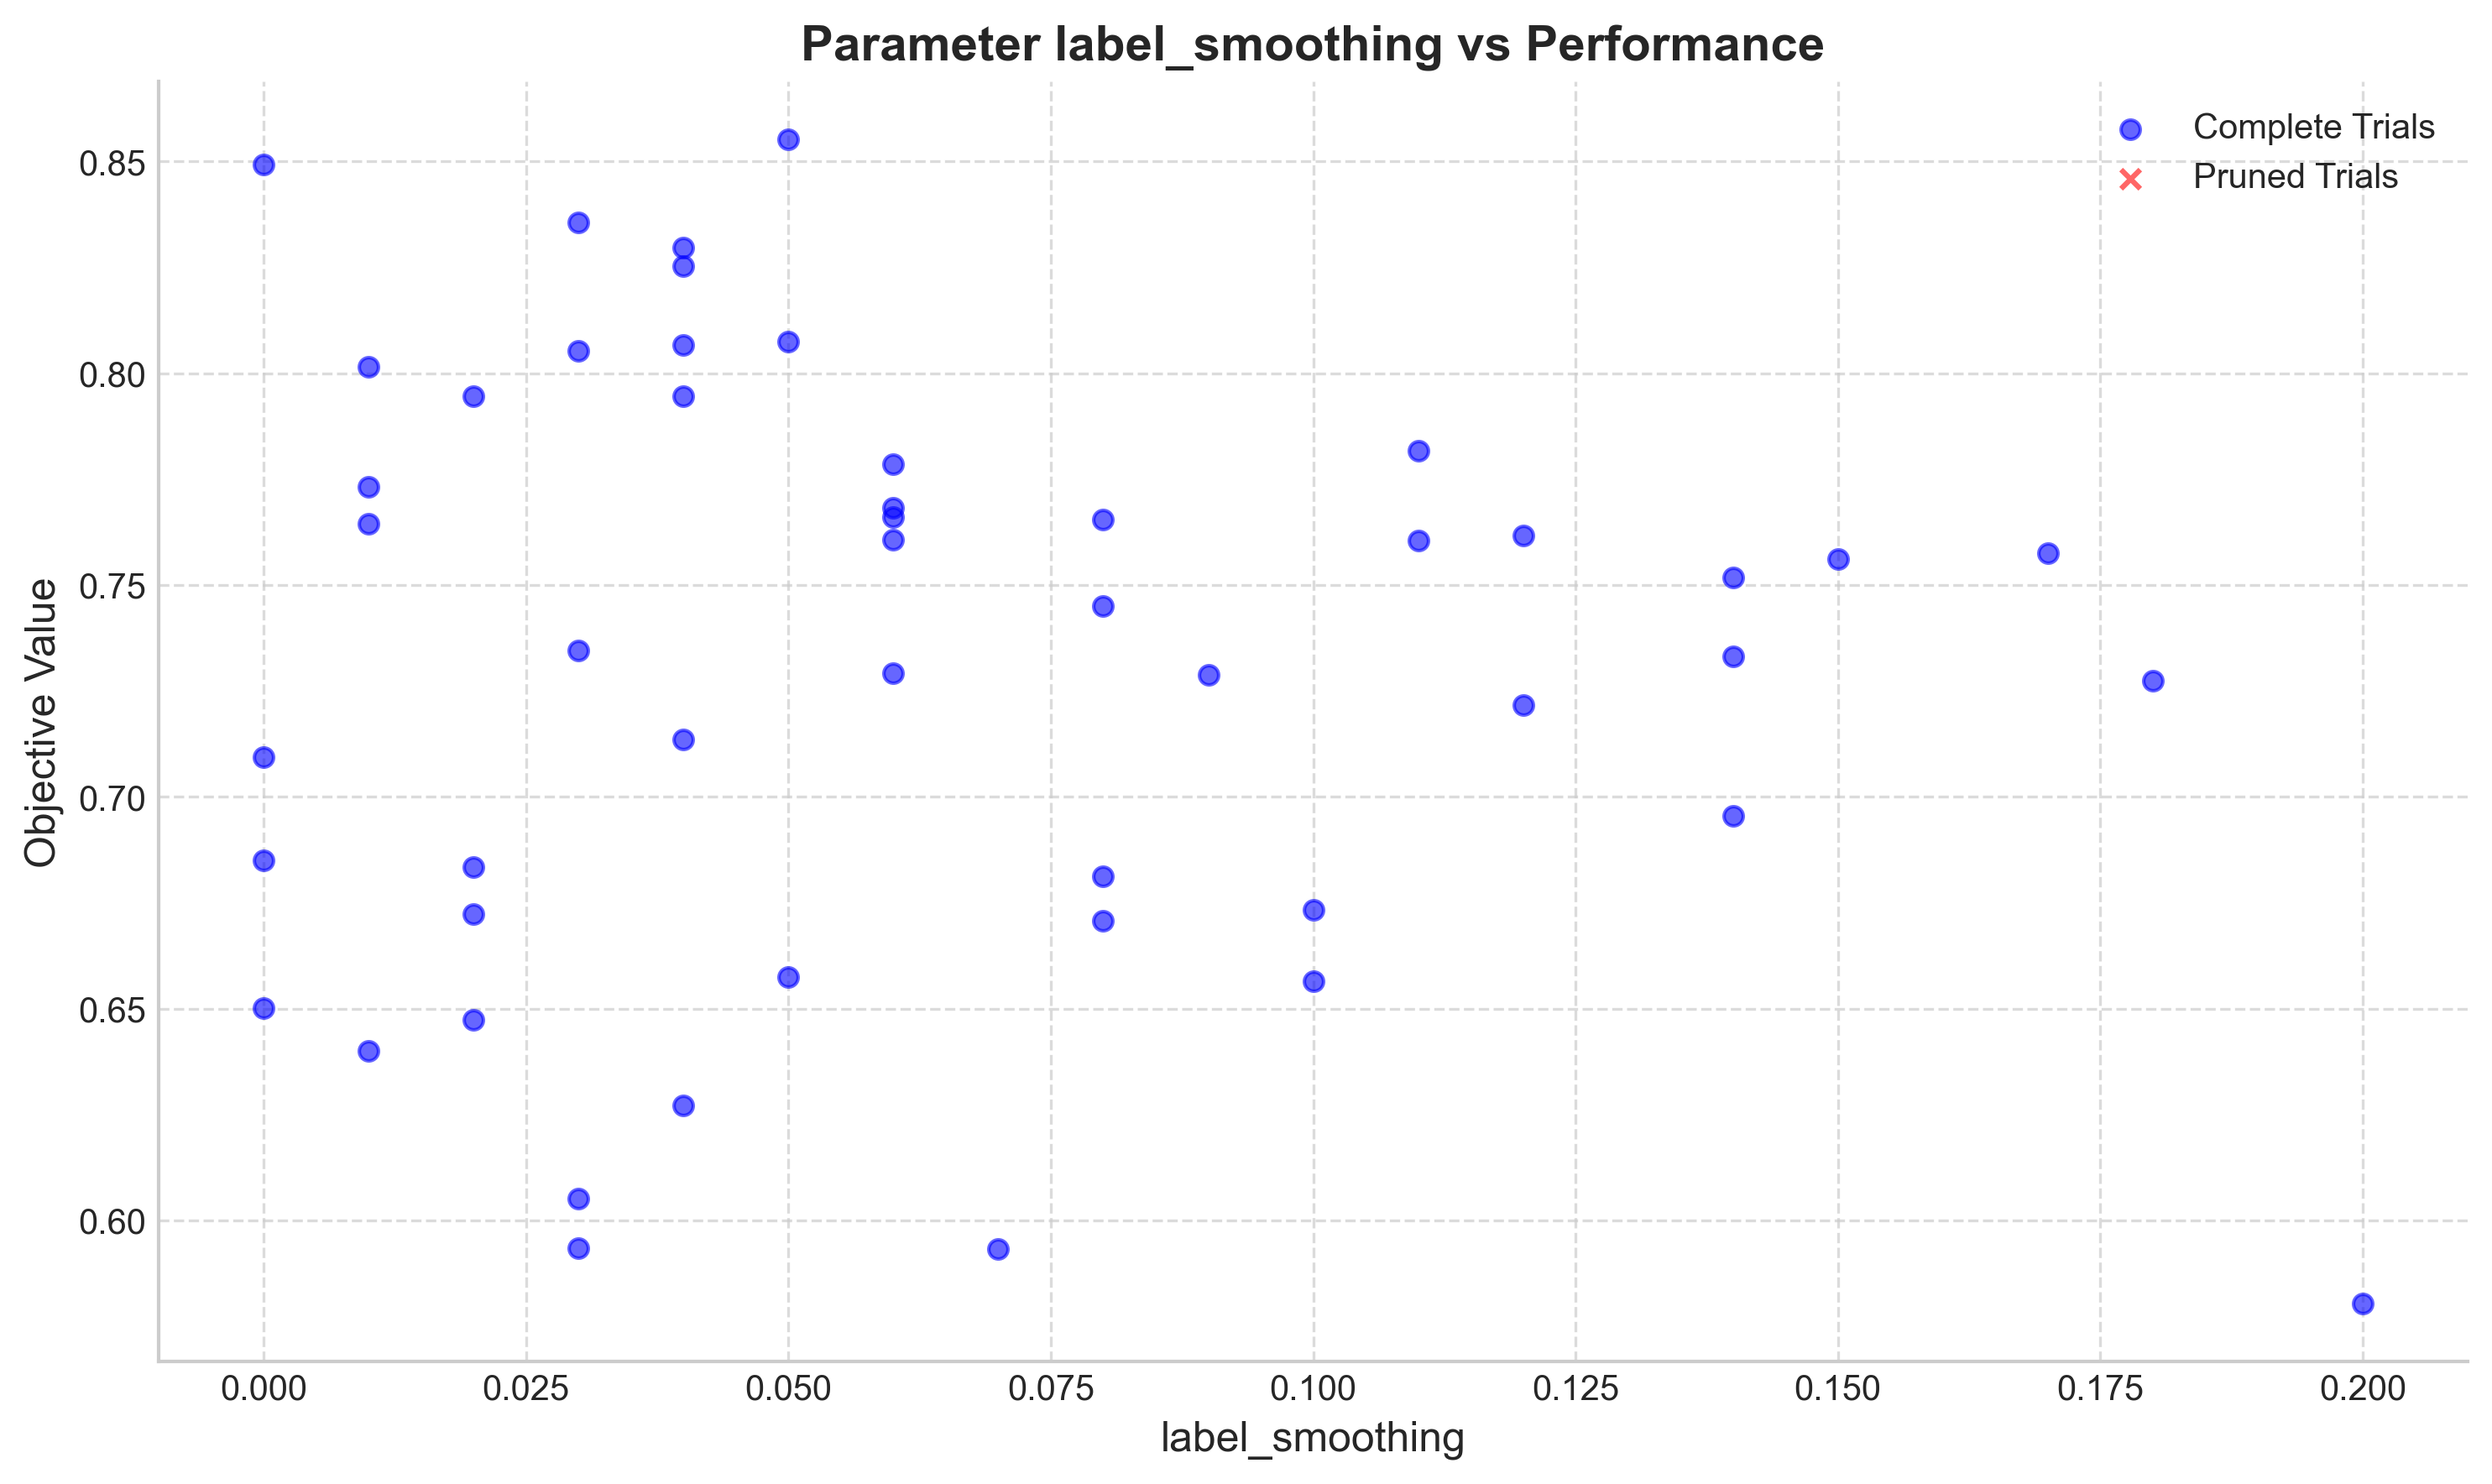 Parameter label_smoothing vs Performance
Complete Trials
Pruned Trials
Objective Value
0.85
0.80
0.75
0.70
0.65
0.60
0.000 0.025 0.050 0.075 0.100 0.125 0.150 0.175 0.200
label_smoothing